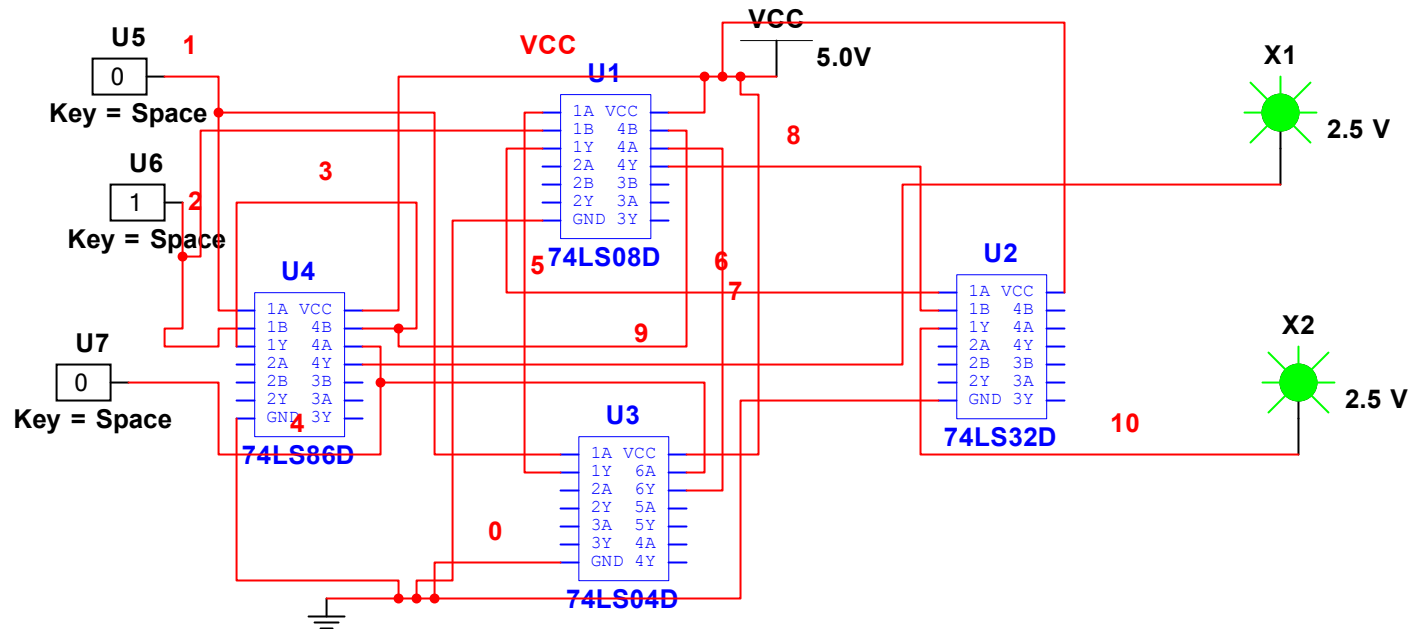 VCC
5.0V
U5
1
0
Key = Space
VCC
U6
1
Key = Space
2
3
U7
0
Key = Space
U1
1A VCC
1B 4B
1Y 4A
2A 4Y
2B 3B
2Y 3A
GND 3Y
74LS08D
8
X1
2.5 V
U4
1A VCC
1B 4B
1Y 4A
2A 4Y
2B 3B
2Y 3A
GND 3Y
4
74LS86D
5
6
7
9
U2
1A VCC
1B 4B
1Y 4A
2A 4Y
2B 3B
2Y 3A
GND 3Y
74LS32D
X2
2.5 V
10
U3
1A VCC
1Y 6A
2A 6Y
2Y 5A
3A 5Y
3Y 4A
GND 4Y
74LS04D
0